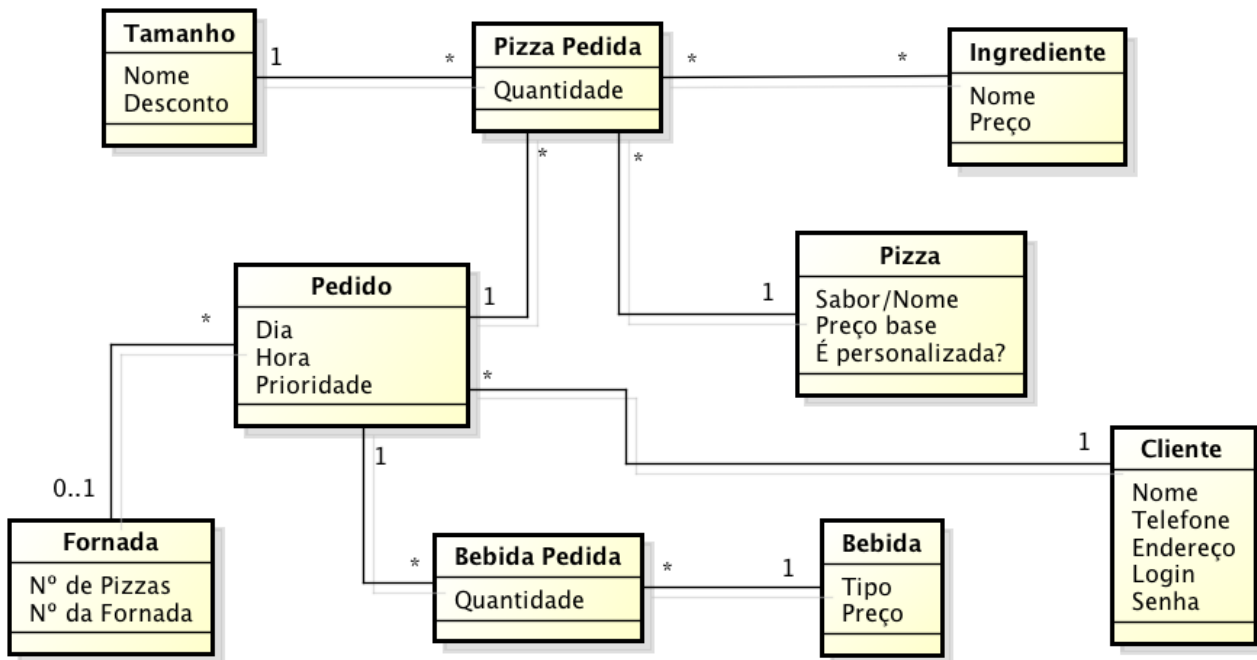 Tamanho
Nome
Desconto
1
*
Pizza Pedida
Quantidade
*
*
Ingrediente
Nome
Preço
*
*
Pedido
Dia
Hora
Prioridade
1
*
*
1
Pizza
Sabor/Nome
Preço base
É personalizada?
1
0..1
1
Cliente
Nome
Telefone
Endereço
Login
Senha
Fornada
Nº de Pizzas
Nº da Fornada
*
Bebida Pedida
Quantidade
*
1
Bebida
Tipo
Preço